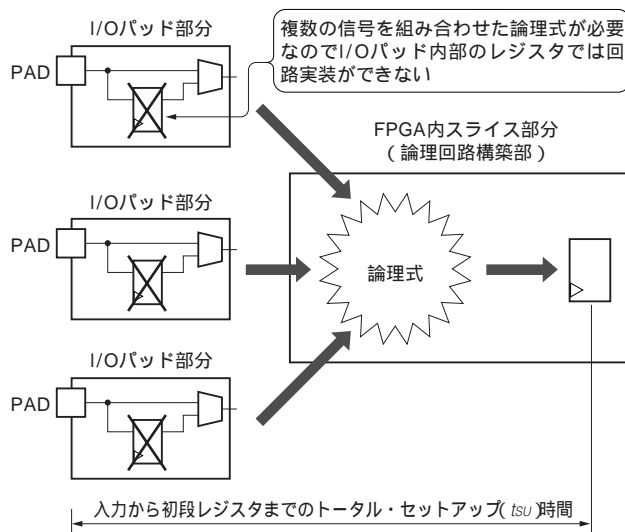 I/Oパッド部分
複数の信号を組み合わせた論理式が必要
なのでI/Oパッド内部のレジスタでは回
路実装ができない
PAD
FPGA内スライス部分
(論理回路構築部)
I/Oパッド部分
PAD
論理式
I/Oパッド部分
PAD
入力から初段レジスタまでのトータル・セットアップ(tsu)時間